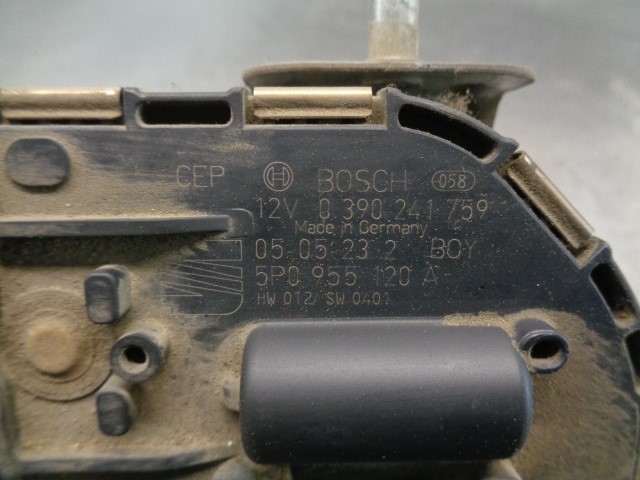 CEP BOSCH 058
12V 0 390 241 759
Made in Germany
05.05.23.2 BOY
5P0 955 120 A
HW 012/ SW 0401